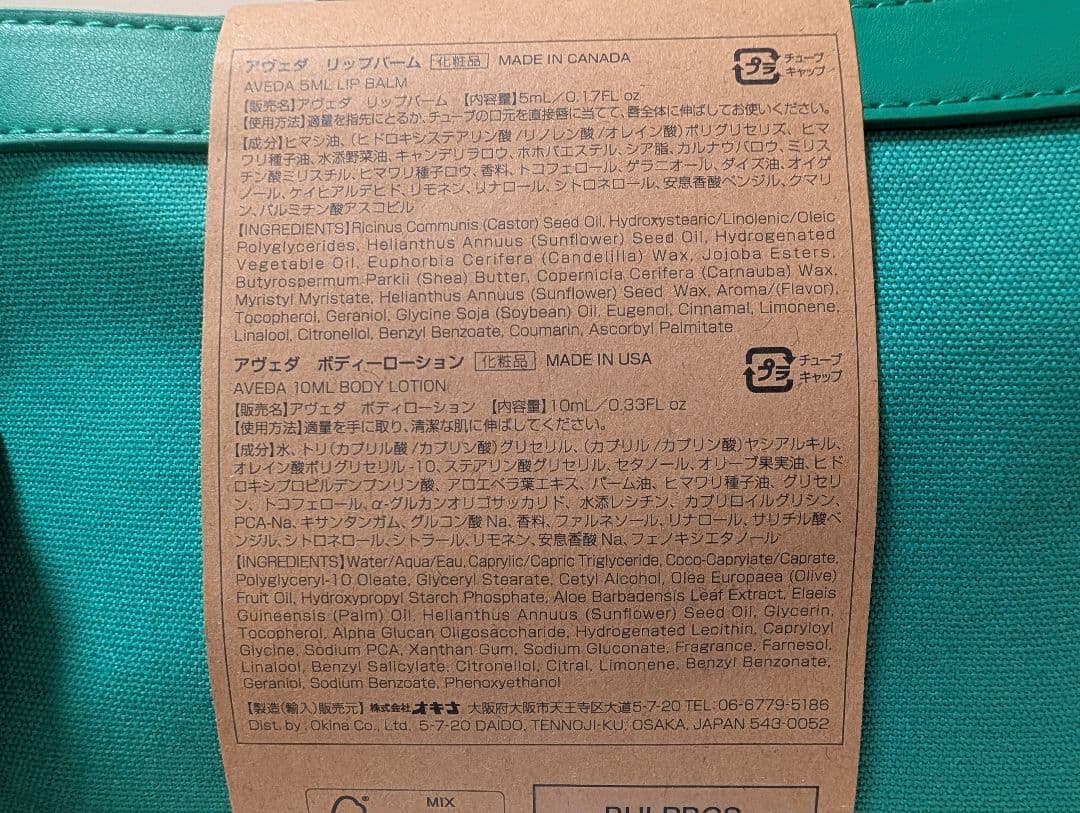 アヴェダ リップバーム 化粧品 MADE IN CANADA
プラ チューブ キャップ
AVEDA 5ML LIP BALM
【販売名】アヴェダ リップバーム 【内容量】5mL/0.17FL oz
【使用方法】適量を指先にとるか、チューブの口元を直接唇に当てて、唇全体に伸ばしてお使いください。
【成分】ヒマシ油、(ヒドロキシステアリン酸/リノレン酸/オレイン酸)ポリグリセリズ、ヒマ
ワリ種子油、水添野菜油、キャンデリラロウ、ホホバエステル、シア脂、カルナウバロウ、ミリス
チン酸ミリスチル、ヒマワリ種子ロウ、香料、トコフェロール、ゲラニオール、ダイズ油、オイゲ
ノール、ケイヒアルデヒド、リモネン、リナロール、シトロネロール、安息香酸ベンジル、クマリ
ン、パルミチン酸アスコビル
【INGREDIENTS】Ricinus Communis (Castor) Seed Oil, Hydroxystearic/Linolenic/Oleic
Polyglycerides, Helianthus Annuus (Sunflower) Seed Oil, Hydrogenated
Vegetable Oil, Euphorbia Cerifera (Candelilla) Wax, Jojoba Esters,
Butyrospermum Parkii (Shea) Butter, Copernicia Cerifera (Carnauba) Wax,
Myristyl Myristate, Helianthus Annuus (Sunflower) Seed Wax, Aroma/(Flavor),
Tocopherol, Geraniol, Glycine Soja (Soybean) Oil, Eugenol, Cinnamal, Limonene,
Linalool, Citronellol, Benzyl Benzoate, Coumarin, Ascorbyl Palmitate
アヴェダ ボディーローション 化粧品 MADE IN USA
プラ チューブ キャップ
AVEDA 10ML BODY LOTION
【販売名】アヴェダ ボディローション 【内容量】10mL/0.33FL oz
【使用方法】適量を手に取り、清潔な肌に伸ばしてください。
【成分】水、トリ(カプリル酸/カプリン酸)グリセリル、(カプリル/カプリン酸)ヤシアルキル、
オレイン酸ポリグリセリル-10、ステアリン酸グリセリル、セタノール、オリーブ果実油、ヒド
ロキシプロピルデンプンリン酸、アロエベラ葉エキス、パーム油、ヒマワリ種子油、グリセリ
ン、トコフェロール、α-グルカンオリゴサッカリド、水添レシチン、カプリロイルグリシン、
PCA-Na、キサンタンガム、グルコン酸Na、香料、ファルネソール、リナロール、サリチル酸ベ
ンジル、シトロネロール、シトラール、リモネン、安息香酸Na、フェノキシエタノール
【INGREDIENTS】Water/Aqua/Eau, Caprylic/Capric Triglyceride, Coco-Caprylate/Caprate,
Polyglyceryl-10 Oleate, Glyceryl Stearate, Cetyl Alcohol, Olea Europaea (Olive)
Fruit Oil, Hydroxypropyl Starch Phosphate, Aloe Barbadensis Leaf Extract, Elaeis
Guineensis (Palm) Oil, Helianthus Annuus (Sunflower) Seed Oil, Glycerin,
Tocopherol, Alpha Glucan Oligosaccharide, Hydrogenated Lecithin, Capryloyl
Glycine, Sodium PCA, Xanthan Gum, Sodium Gluconate, Fragrance, Farnesol,
Linalool, Benzyl Salicylate, Citronellol, Citral, Limonene, Benzyl Benzonate,
Geraniol, Sodium Benzoate, Phenoxyethanol
【製造(輸入)販売元】 株式会社オキナ 大阪府大阪市天王寺区大道5-7-20 TEL:06-6779-5186
Dist. by : Okina Co., Ltd. 5-7-20 DAIDO, TENNOJI-KU, OSAKA, JAPAN 543-0052
MIX